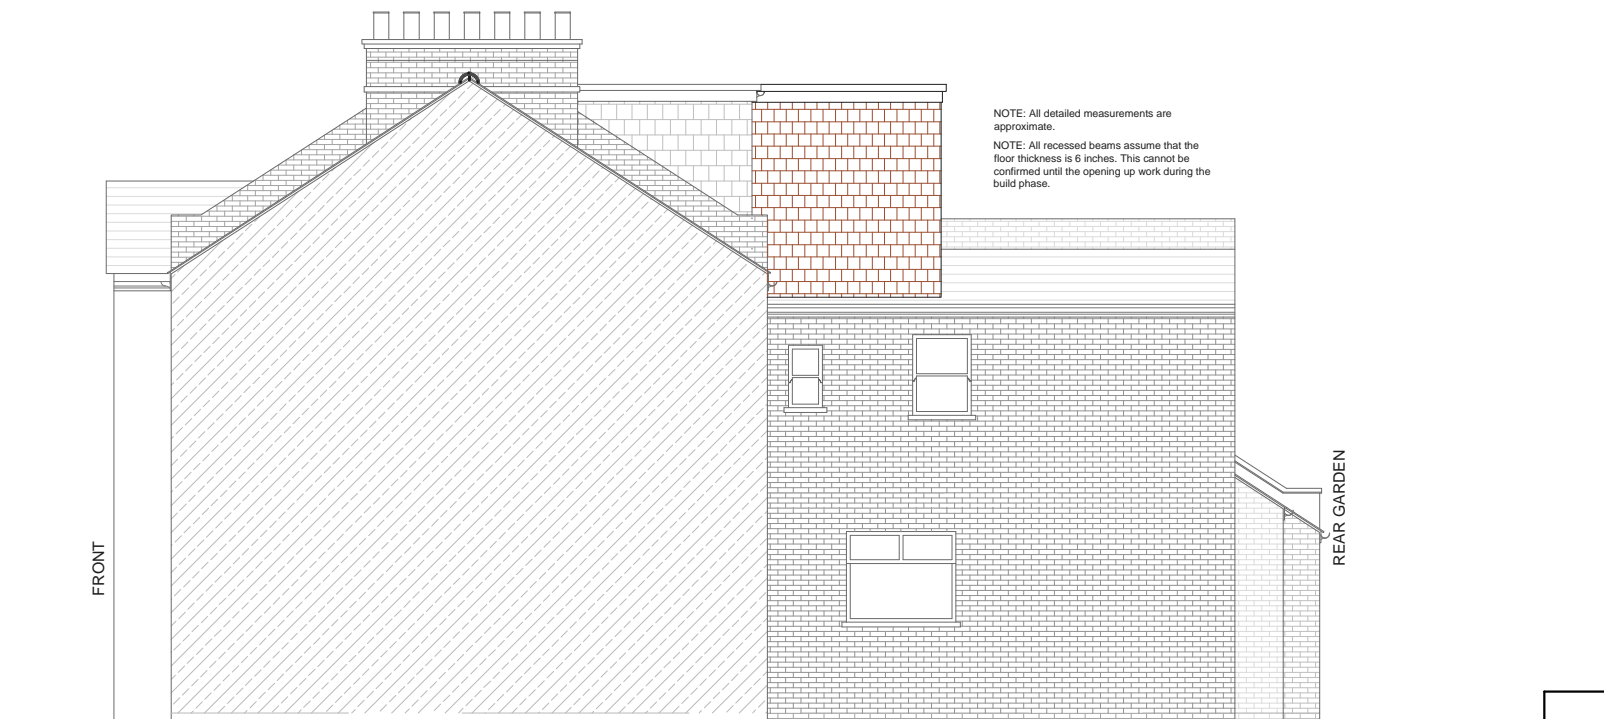 NOTE: All detailed measurements are
approximate.
NOTE: All recessed beams assume that the
floor thickness is 6 inches. This cannot be
confirmed until the opening up work during the
build phase.
FRONT
REAR GARDEN